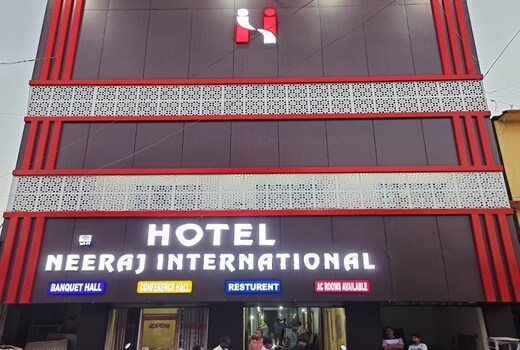 HOTEL
NEERAJ INTERNATIONAL
BANQUET HALL
CONFERENCE HALL
RESTURENT
AC ROOMS AVAILABLE